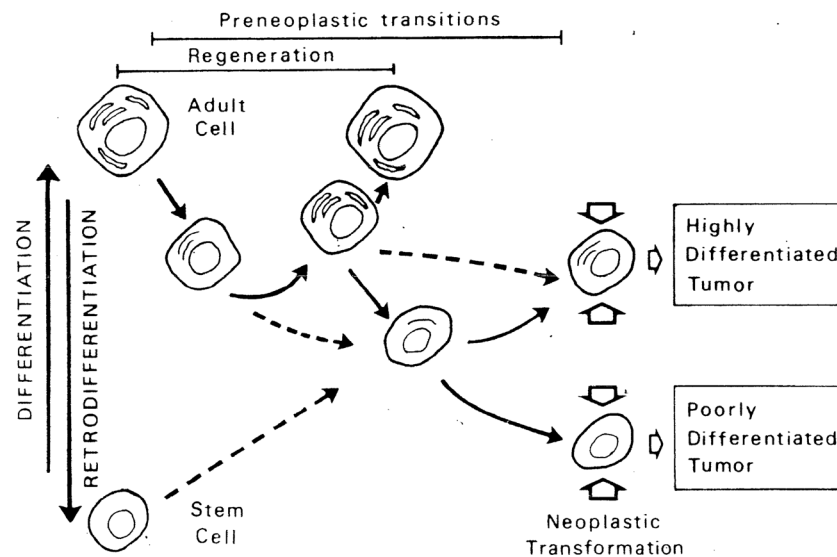 Preneoplastic transitions
Regeneration
Adult
Cell
DIFFERENTIATION
RETRODIFFERENTIATION
Highly
Differentiated
Tumor
Poorly
Differentiated
Tumor
Stem
Cell
Neoplastic
Transformation